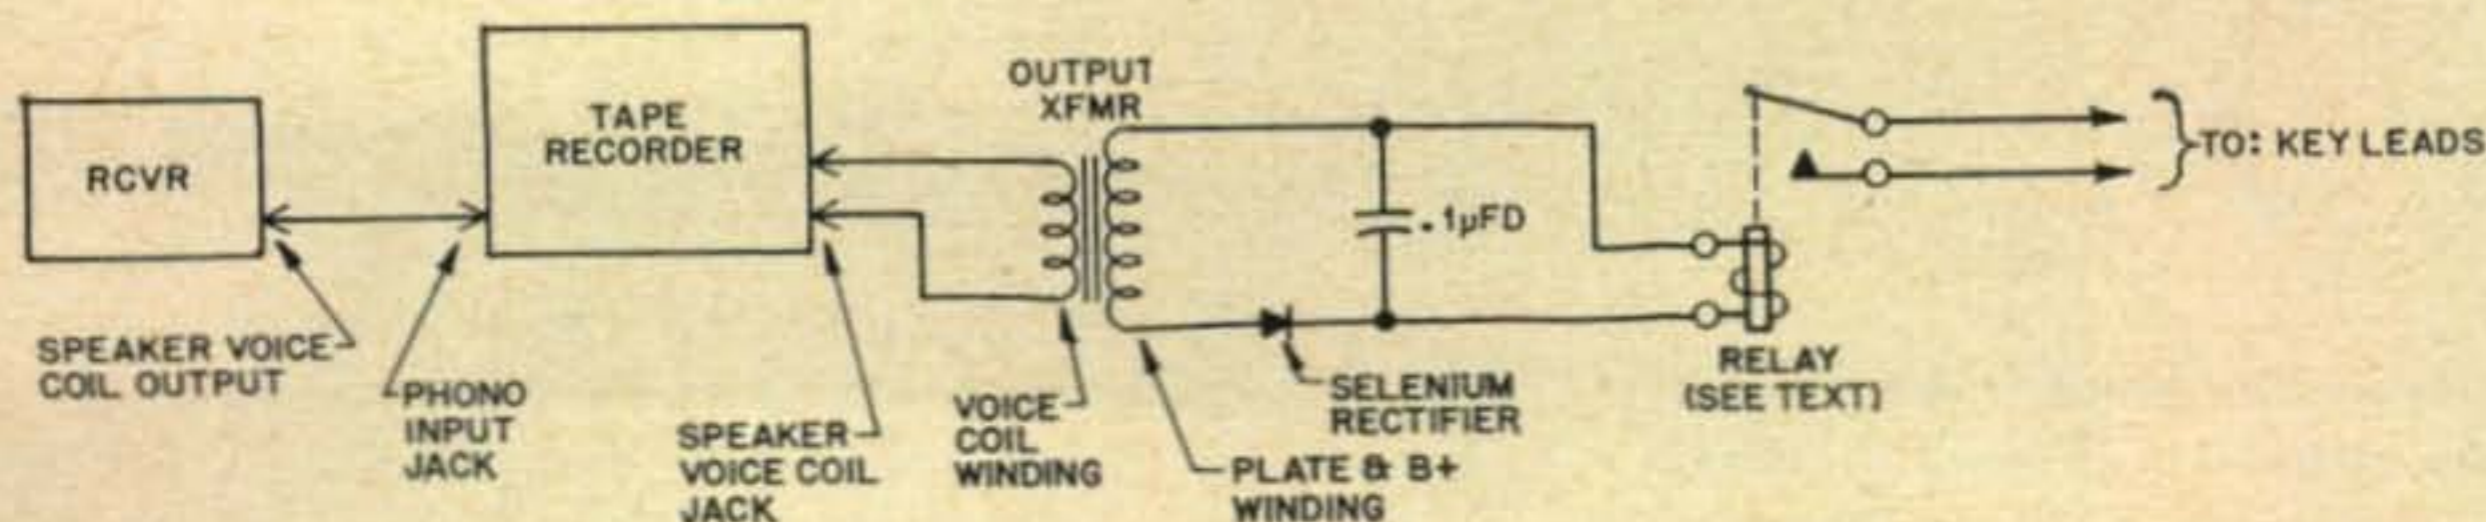 RCVR
SPEAKER VOICE
COIL OUTPUT
PHONO
INPUT
JACK
TAPE
RECORDER
SPEAKER
VOICE COIL
JACK
OUTPUT
XFMR
VOICE
COIL
WINDING
PLATE & B+
WINDING
.1µFD
SELENIUM
RECTIFIER
RELAY
(SEE TEXT)
TO: KEY LEADS